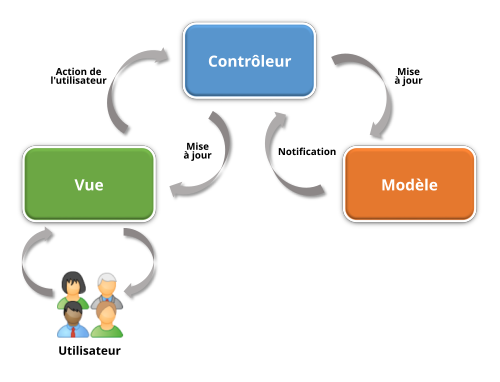 Contrôleur
Action de
l'utilisateur
Mise
à jour
Mise
à jour
Notification
Vue
Modèle
Utilisateur